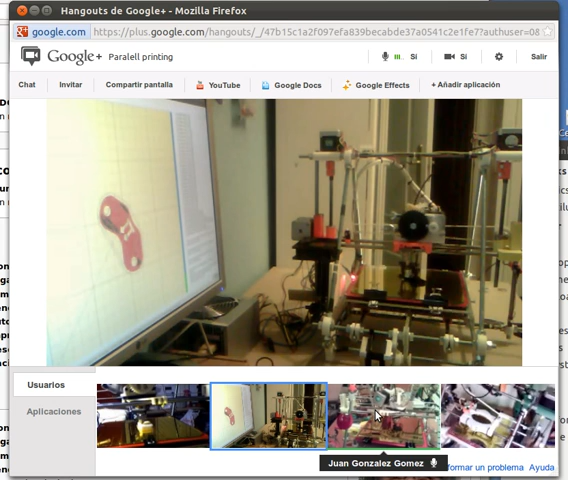 Hangouts de Google+ - Mozilla Firefox
google.com https://plus.google.com/hangouts/_/47b15c1a2f097efa839becabde37a0541c2e1fe7?authuser=08
Google+ Paralell printing Sí Sí Salir
Chat Invitar Compartir pantalla YouTube Google Docs Google Effects + Añadir aplicación
Usuarios
Aplicaciones
Juan Gonzalez Gomez
formar un problema Ayuda